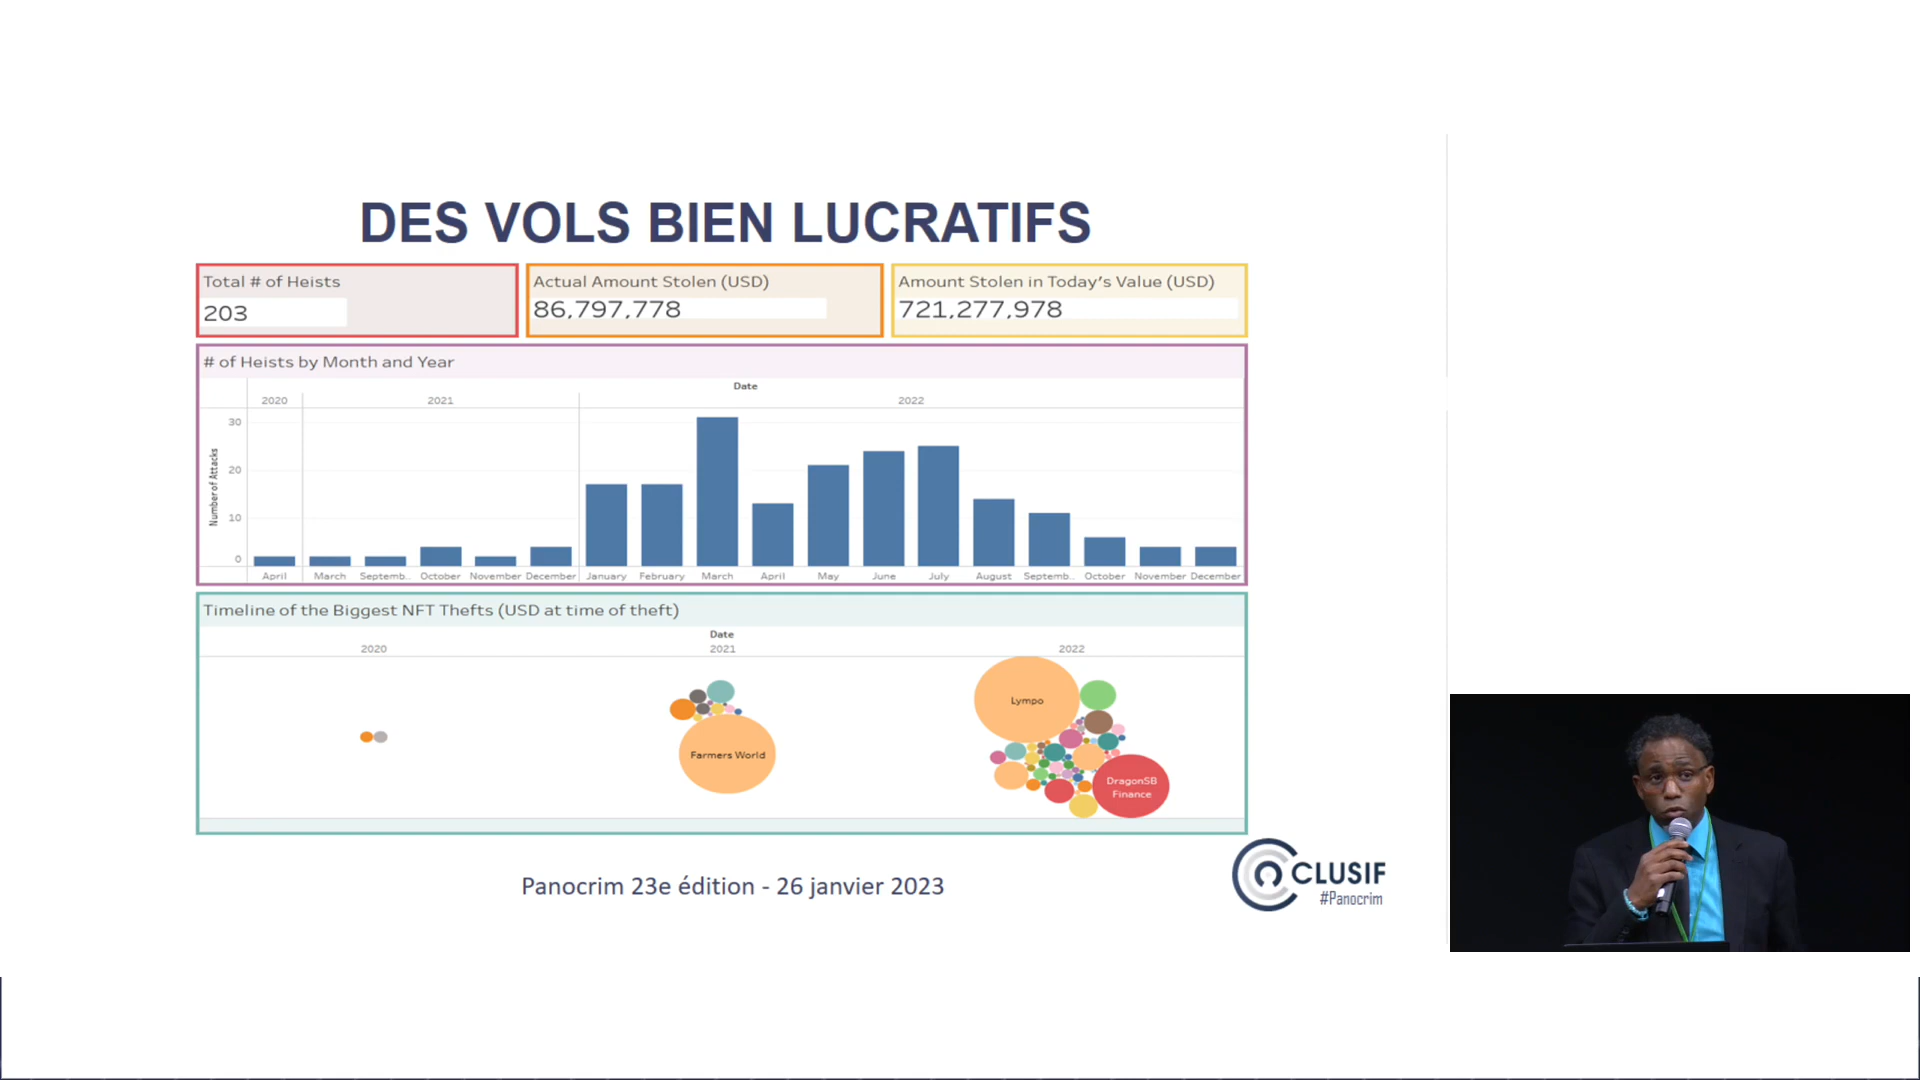 DES VOLS BIEN LUCRATIFS
Total # of Heists
203
Actual Amount Stolen (USD)
86,797,778
Amount Stolen in Today's Value (USD)
721,277,978
# of Heists by Month and Year
Date
2020 2021 2022
Number of Attacks
30
20
10
0
April March Septemb.. October November December January February March April May June July August Septemb.. October November December
Timeline of the Biggest NFT Thefts (USD at time of theft)
Date
2020 2021 2022
Lympo
Farmers World
DragonSB
Finance
Panocrim 23e édition - 26 janvier 2023
CLUSIF
#Panocrim